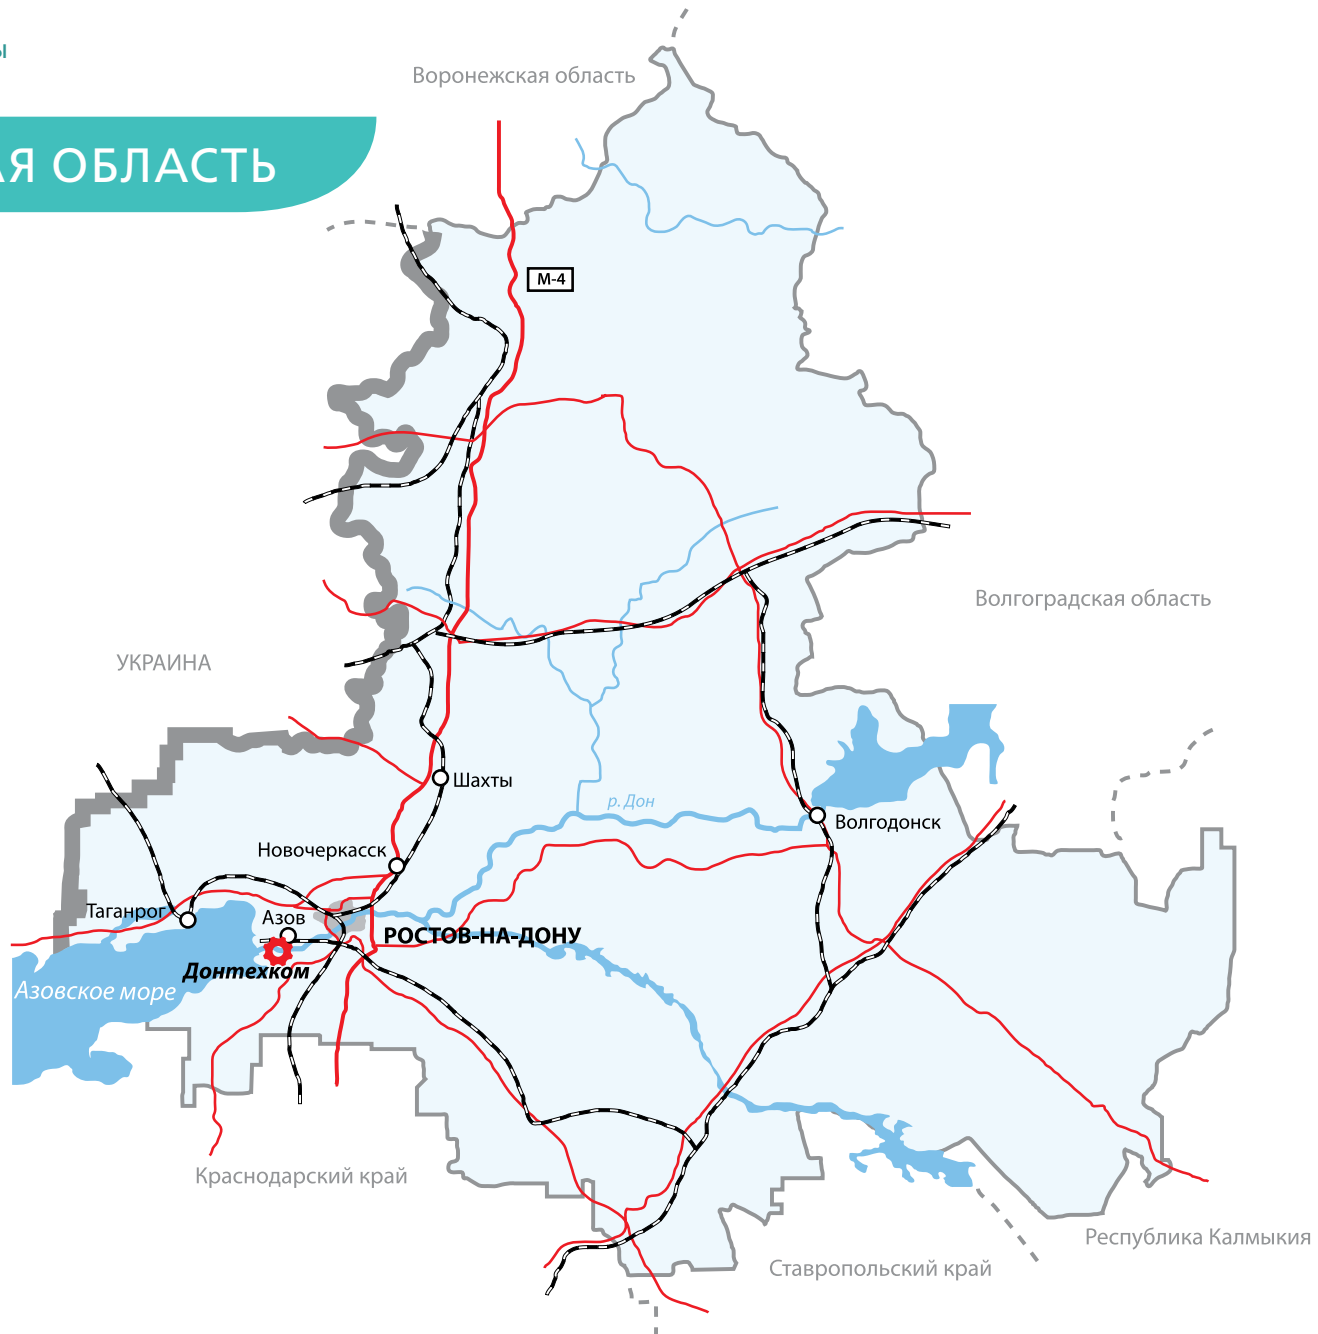 ы
АЯ ОБЛАСТЬ
Воронежская область
М-4
Волгоградская область
УКРАИНА
Шахты
р. Дон
Волгодонск
Новочеркасск
Таганрог
Азов
РОСТОВ-НА-ДОНУ
Донтехком
Азовское море
Краснодарский край
Республика Калмыкия
Ставропольский край